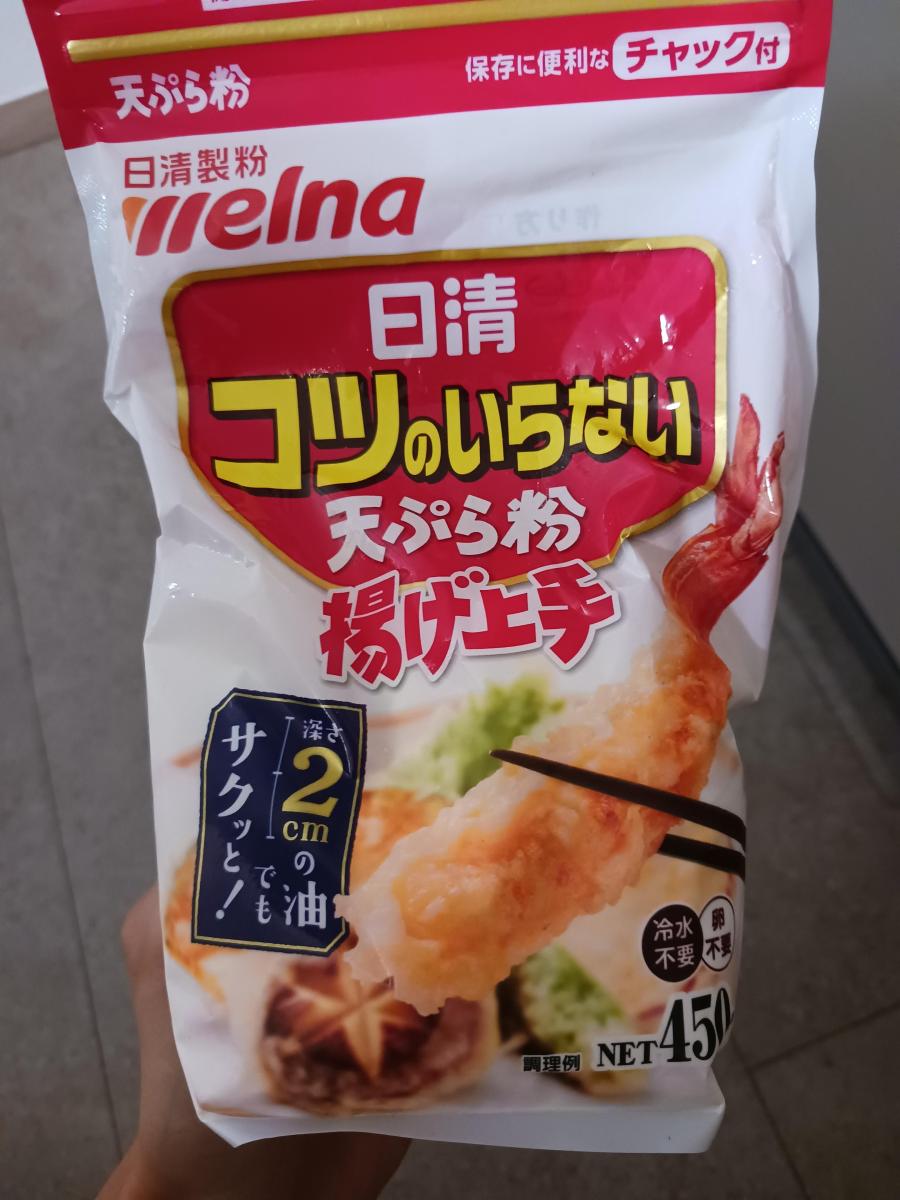 天ぷら粉
保存に便利な チャック付
日清製粉
Welna
日清
コツのいらない
天ぷら粉
揚げ上手
深さ
2
cm
の油
でも
サクッと!
冷水
不要
卵
不要
調理例
NET450